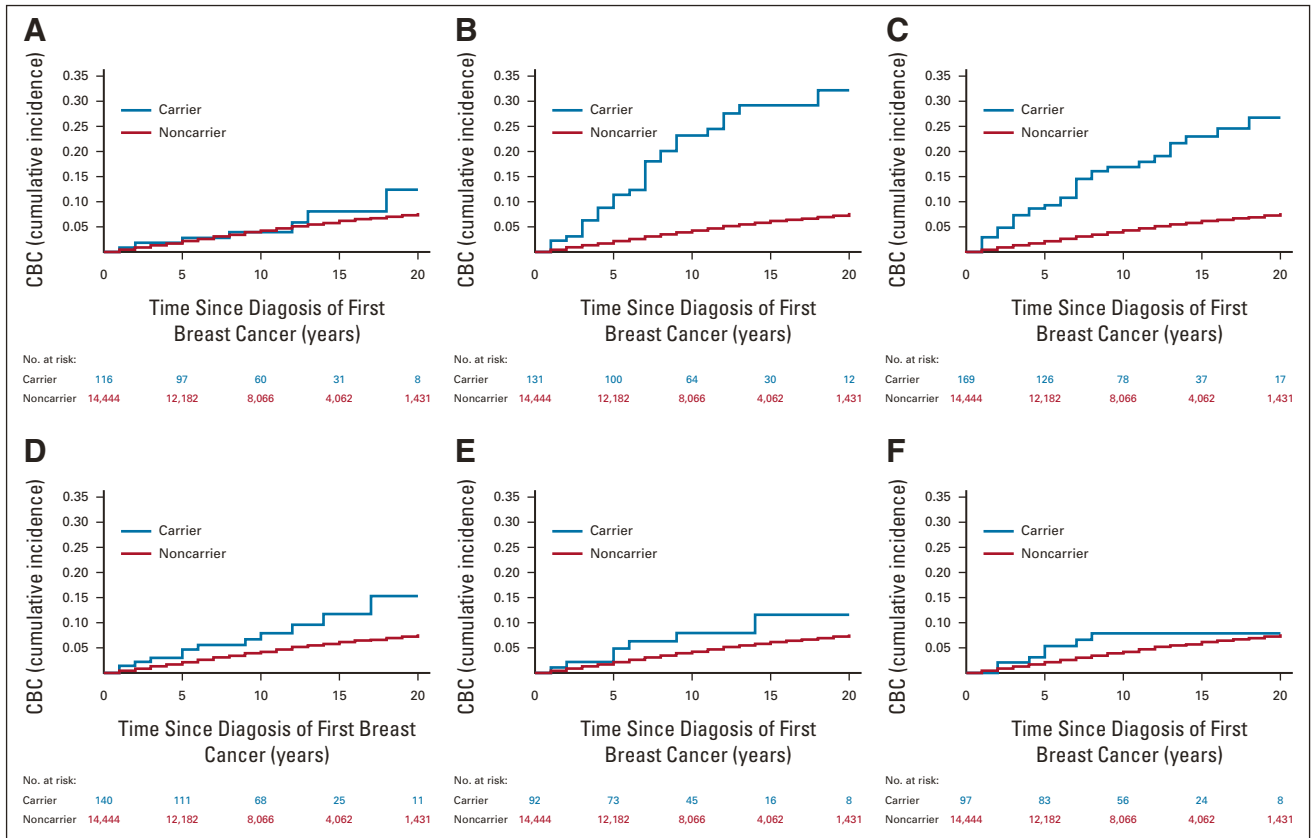 A
CBC (cumulative incidence)
0.35
0.30
0.25
0.20
0.15
0.10
0.05
Carrier
Noncarrier
0 5 10 15 20
Time Since Diagosis of First
Breast Cancer (years)
No. at risk:
Carrier 116 97 60 31 8
Noncarrier 14,444 12,182 8,066 4,062 1,431
B
CBC (cumulative incidence)
0.35
0.30
0.25
0.20
0.15
0.10
0.05
Carrier
Noncarrier
0 5 10 15 20
Time Since Diagosis of First
Breast Cancer (years)
No. at risk:
Carrier 131 100 64 30 12
Noncarrier 14,444 12,182 8,066 4,062 1,431
C
CBC (cumulative incidence)
0.35
0.30
0.25
0.20
0.15
0.10
0.05
Carrier
Noncarrier
0 5 10 15 20
Time Since Diagosis of First
Breast Cancer (years)
No. at risk:
Carrier 169 126 78 37 17
Noncarrier 14,444 12,182 8,066 4,062 1,431
D
CBC (cumulative incidence)
0.35
0.30
0.25
0.20
0.15
0.10
0.05
Carrier
Noncarrier
0 5 10 15 20
Time Since Diagosis of First Breast
Cancer (years)
No. at risk:
Carrier 140 111 68 25 11
Noncarrier 14,444 12,182 8,066 4,062 1,431
E
CBC (cumulative incidence)
0.35
0.30
0.25
0.20
0.15
0.10
0.05
Carrier
Noncarrier
0 5 10 15 20
Time Since Diagosis of First
Breast Cancer (years)
No. at risk:
Carrier 92 73 45 16 8
Noncarrier 14,444 12,182 8,066 4,062 1,431
F
CBC (cumulative incidence)
0.35
0.30
0.25
0.20
0.15
0.10
0.05
Carrier
Noncarrier
0 5 10 15 20
Time Since Diagosis of First
Breast Cancer (years)
No. at risk:
Carrier 97 83 56 24 8
Noncarrier 14,444 12,182 8,066 4,062 1,431